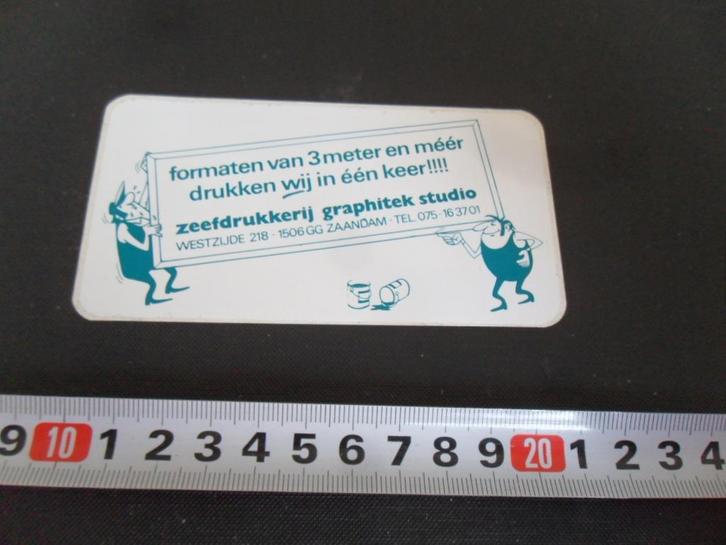 formaten van 3 meter en méér
drukken wij in één keer!!!!
zeefdrukkerij graphitek studio
WESTZIJDE 218 - 1506 GG ZAANDAM - TEL. 075-163701
9 10 1 2 3 4 5 6 7 8 9 20 1 2 3 4